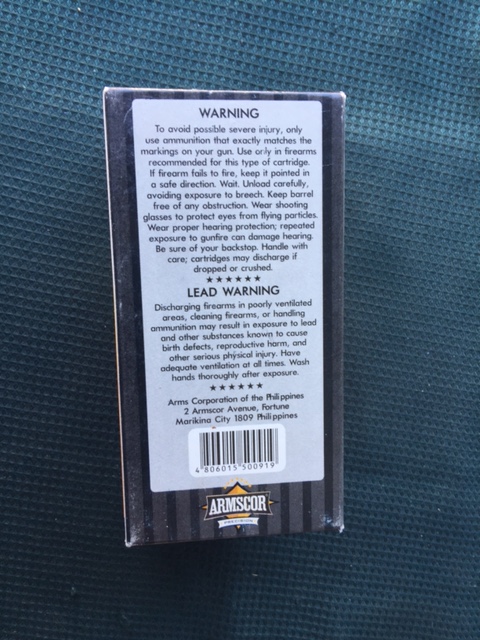 WARNING
To avoid possible severe injury, only
use ammunition that exactly matches the
markings on your gun. Use only in firearms
recommended for this type of cartridge.
If firearm fails to fire, keep it pointed in
a safe direction. Wait. Unload carefully,
avoiding exposure to breech. Keep barrel
free of any obstruction. Wear shooting
glasses to protect eyes from flying particles.
Wear proper hearing protection; repeated
exposure to gunfire can damage hearing.
Be sure of your backstop. Handle with
care; cartridges may discharge if
dropped or crushed.
★★★★★★
LEAD WARNING
Discharging firearms in poorly ventilated
areas, cleaning firearms, or handling
ammunition may result in exposure to lead
and other substances known to cause
birth defects, reproductive harm, and
other serious physical injury. Have
adequate ventilation at all times. Wash
hands thoroughly after exposure.
★★★★★★
Arms Corporation of the Philippines
2 Armscor Avenue, Fortune
Marikina City 1809 Philippines
4 806015 500919
ARMSCOR
PRECISION